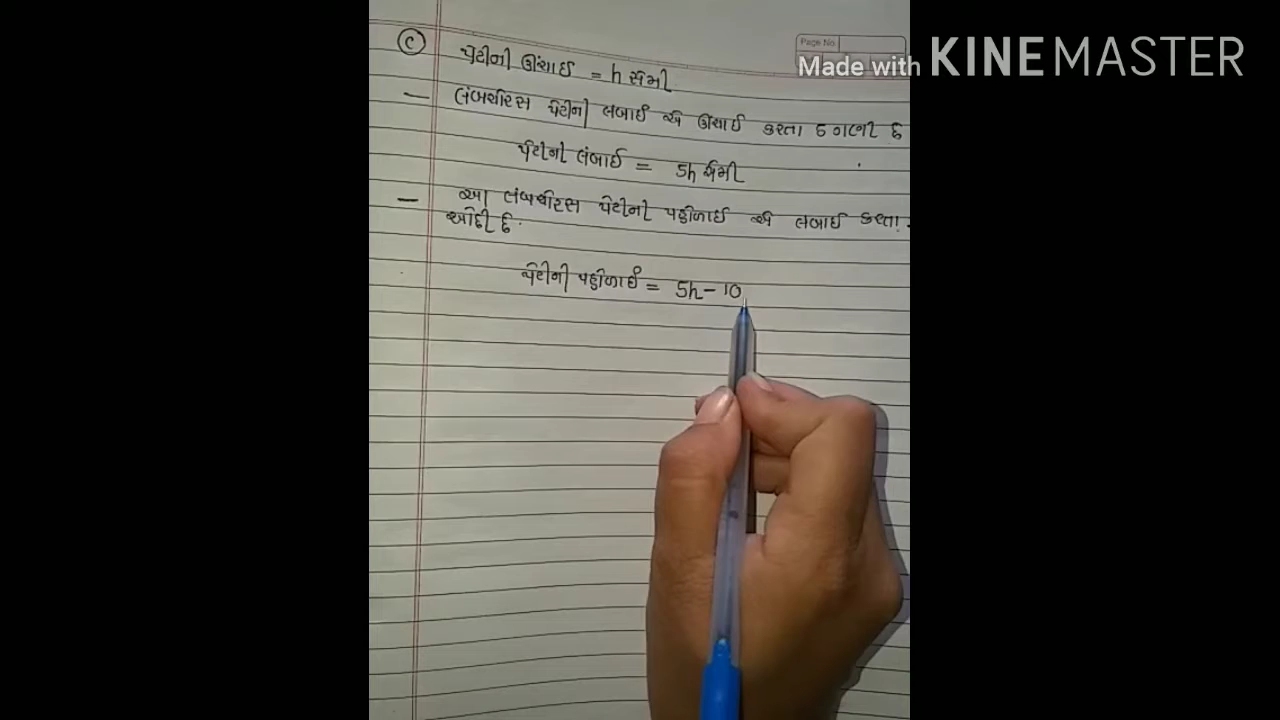 Page No
Made with KINEMASTER
(c) પેટીની ઊંચાઈ = h સેમી
— લંબચોરસ પેટીની લંબાઈ એ ઊંચાઈ કરતા 5 ગણી છે
પેટીની લંબાઈ = 5h સેમી
— આ લંબચોરસ પેટીની પહોળાઈ એ લંબાઈ કરતા
ઓછી છે.
પેટીની પહોળાઈ = 5h - 10